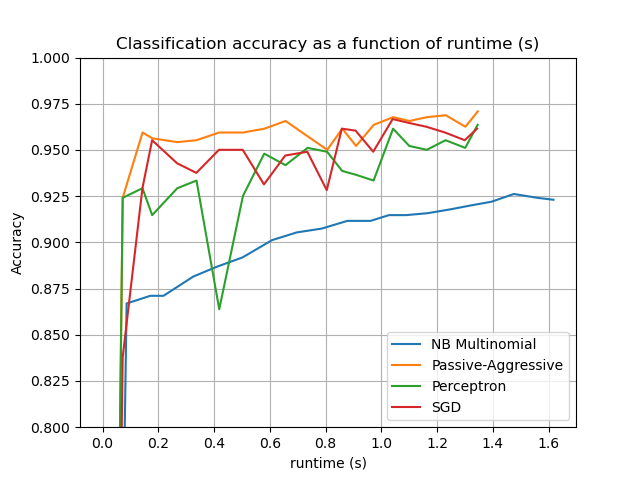 Classification accuracy as a function of runtime (s)
1.000
0.975
0.950
0.925
0.900
0.875
0.850
0.825
0.800
Accuracy
NB Multinomial
Passive-Aggressive
Perceptron
SGD
0.0 0.2 0.4 0.6 0.8 1.0 1.2 1.4 1.6
runtime (s)